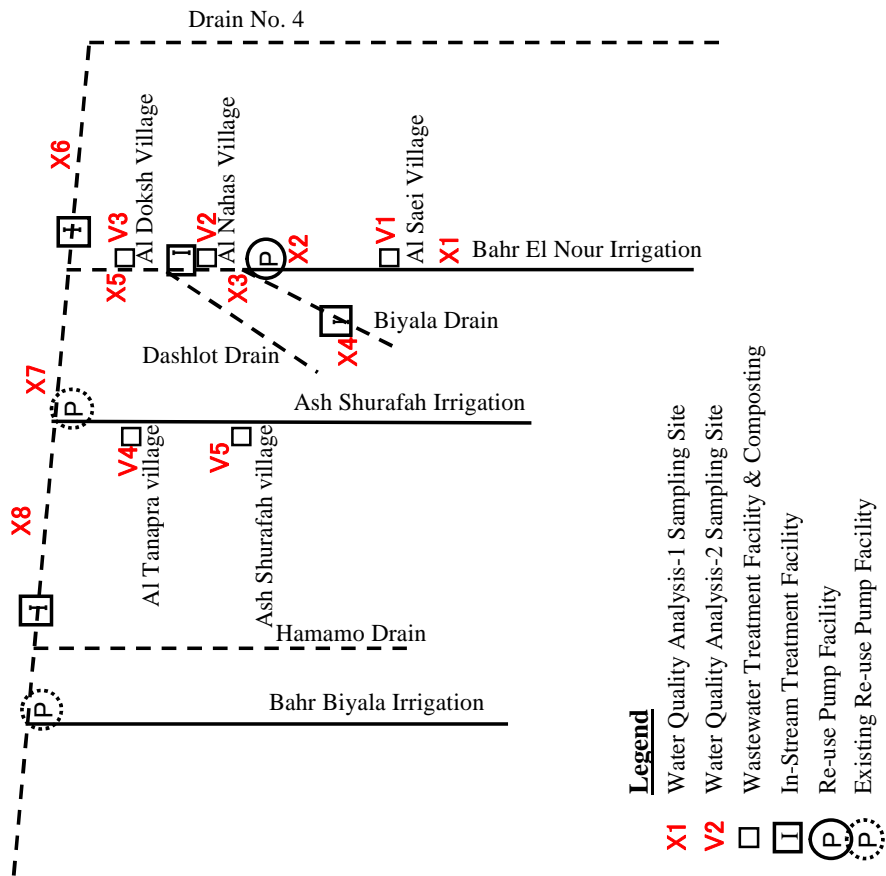 Drain No. 4
X6
V3
Al Doksh Village
I
V2
Al Nahas Village
I
P
X2
V1
Al Saei Village
X1
Bahr El Nour Irrigation
X5
X3
I
X4
Biyala Drain
Dashlot Drain
X7
P
Ash Shurafah Irrigation
V4
Al Tanapra village
V5
Ash Shurafah village
X8
I
Hamamo Drain
P
Bahr Biyala Irrigation
Legend
X1 Water Quality Analysis-1 Sampling Site
V2 Water Quality Analysis-2 Sampling Site
Wastewater Treatment Facility & Composting
I In-Stream Treatment Facility
P Re-use Pump Facility
P Existing Re-use Pump Facility